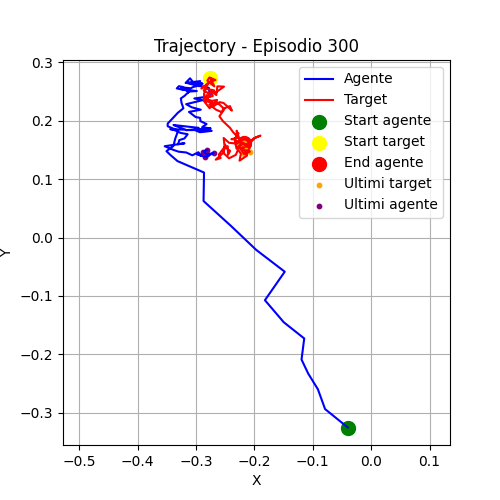 Trajectory - Episodio 300
0.3
0.2
0.1
0.0
−0.1
−0.2
−0.3
Y
−0.5
−0.4
−0.3
−0.2
−0.1
0.0
0.1
X
Agente
Target
Start agente
Start target
End agente
Ultimi target
Ultimi agente